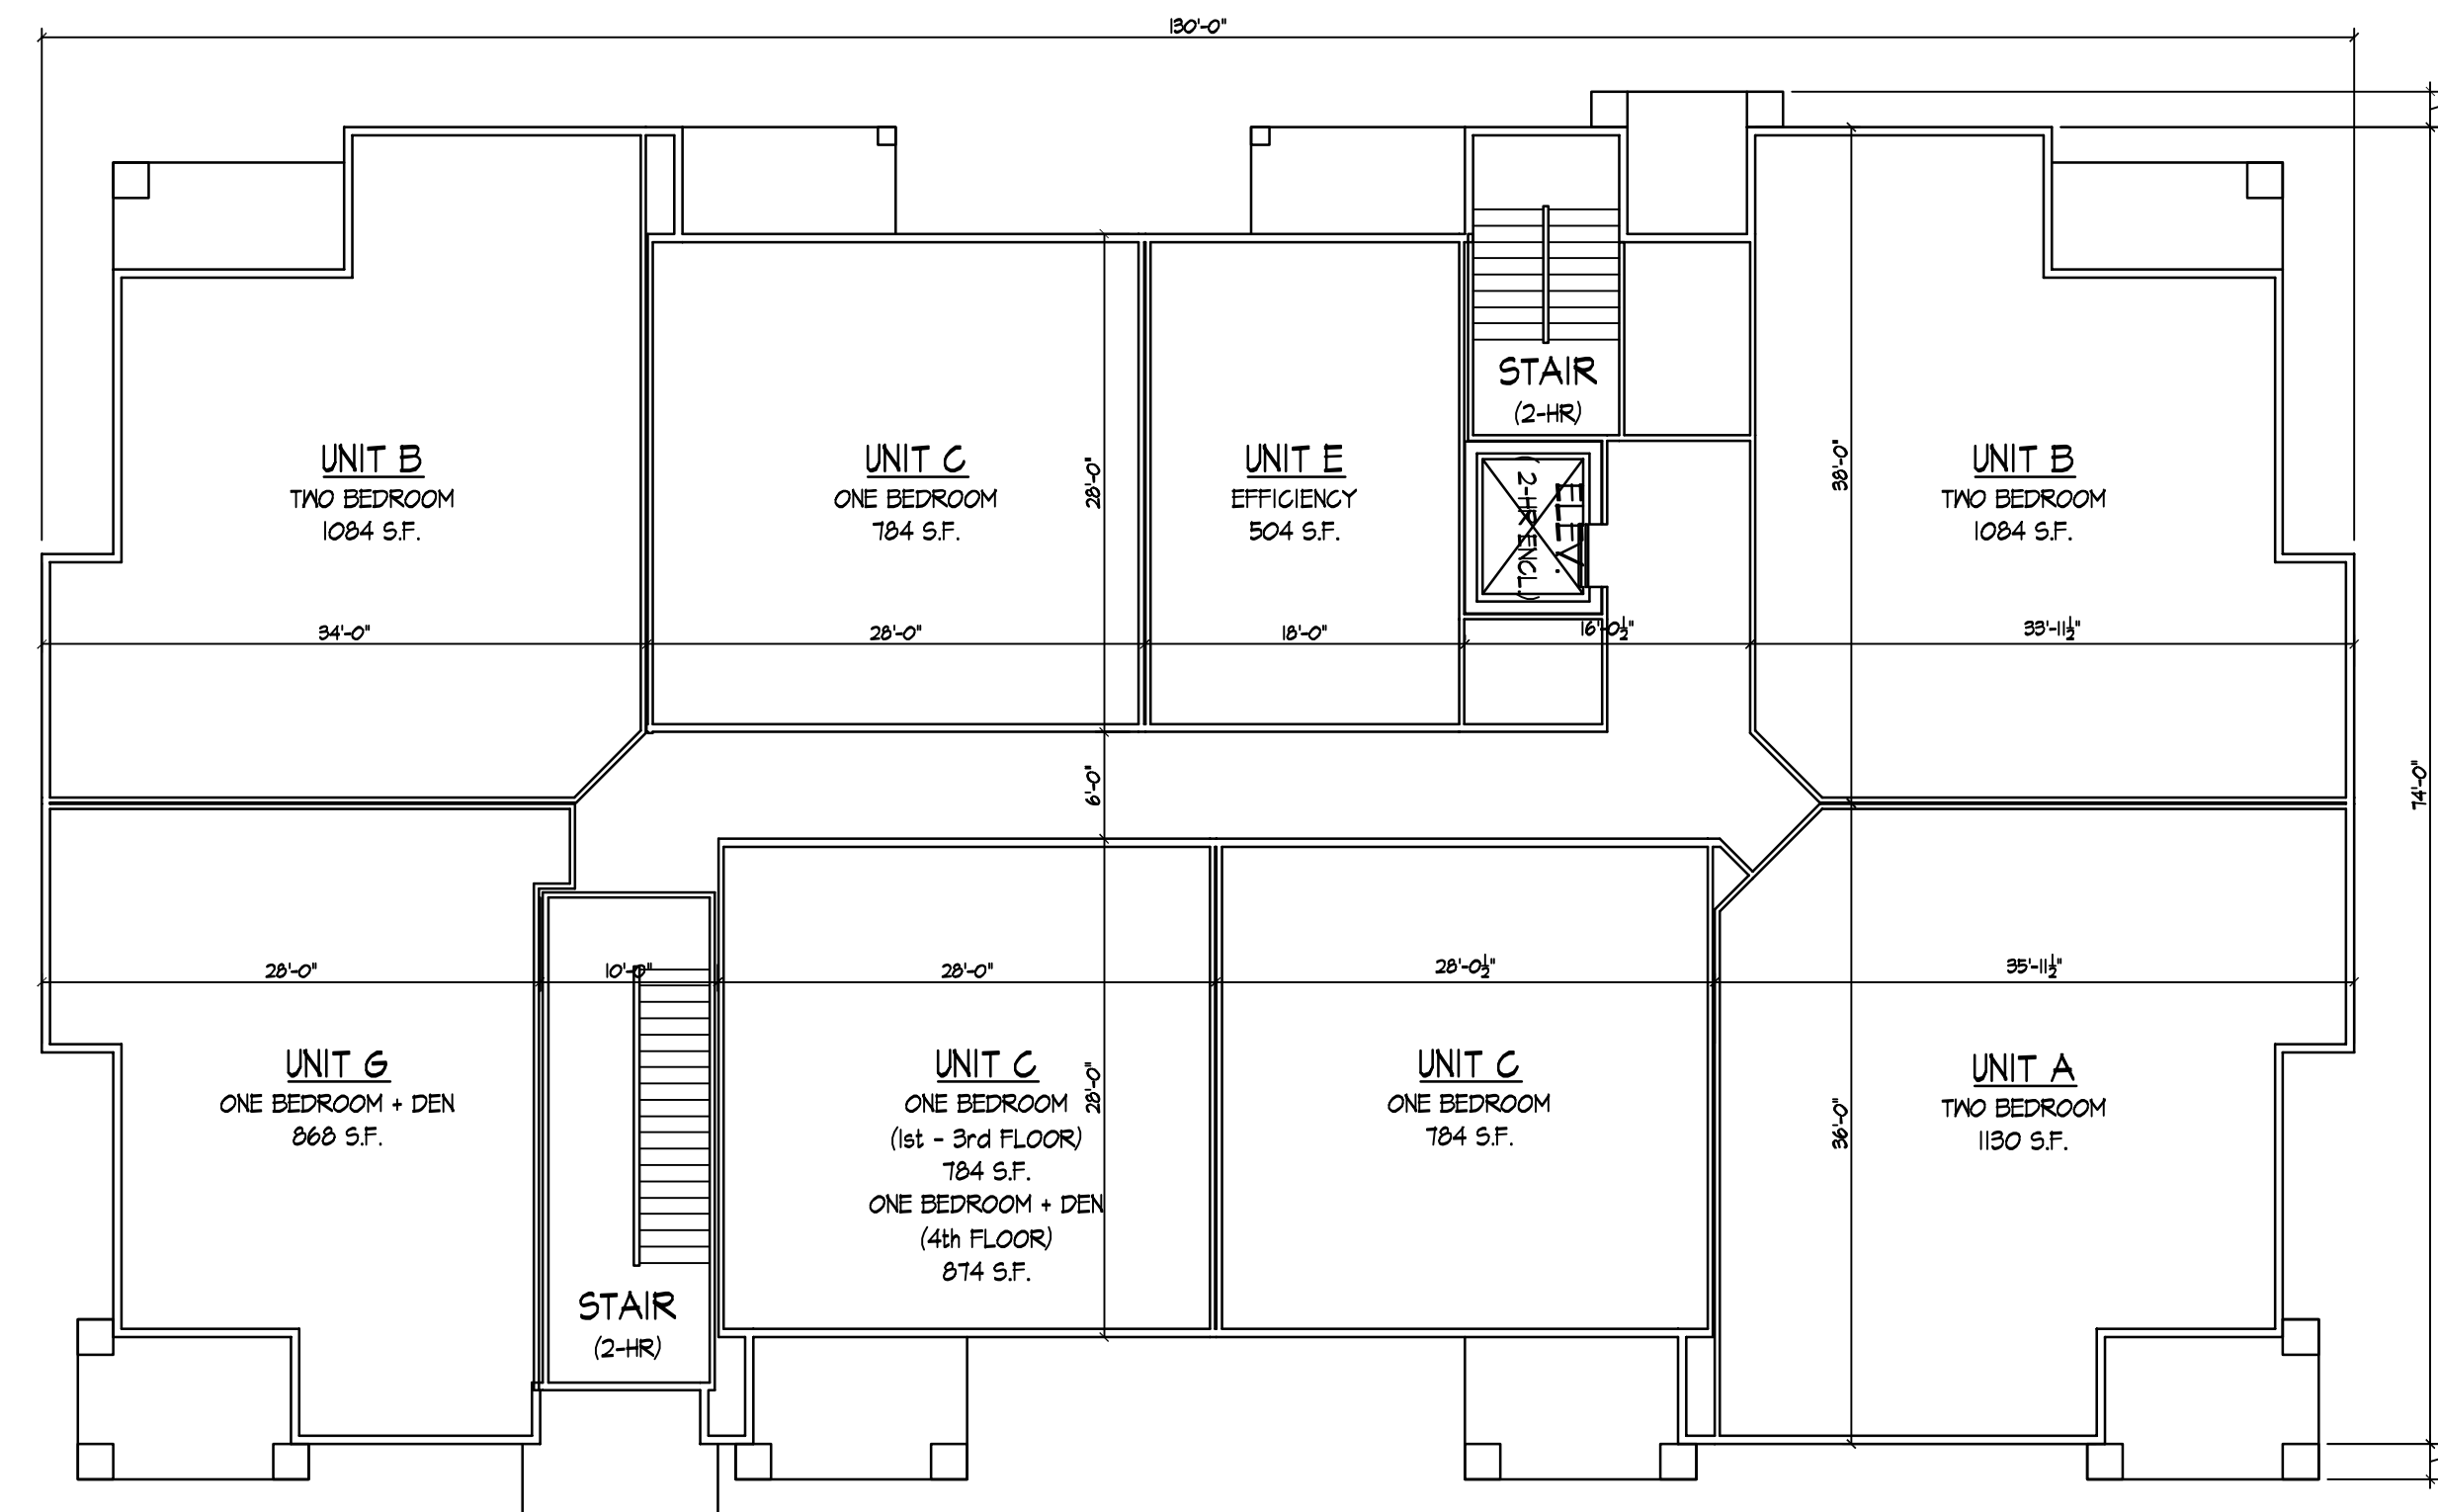 130'-0"
UNIT B
TWO BEDROOM
1084 S.F.
UNIT C
ONE BEDROOM
784 S.F.
28'-0"
UNIT E
EFFICIENCY
504 S.F.
STAIR
(2-HR)
ELEV.
(2-HR ENCL.)
38'-0"
UNIT B
TWO BEDROOM
1084 S.F.
34'-0"
28'-0"
18'-0"
16'-0½"
33'-11½"
6'-0"
74'-0"
28'-0"
10'-0"
28'-0"
28'-0½"
35'-11½"
UNIT G
ONE BEDROOM + DEN
868 S.F.
STAIR
(2-HR)
UNIT C
ONE BEDROOM
(1st - 3rd FLOOR)
784 S.F.
ONE BEDROOM + DEN
(4th FLOOR)
874 S.F.
28'-0"
UNIT C
ONE BEDROOM
784 S.F.
36'-0"
UNIT A
TWO BEDROOM
1130 S.F.